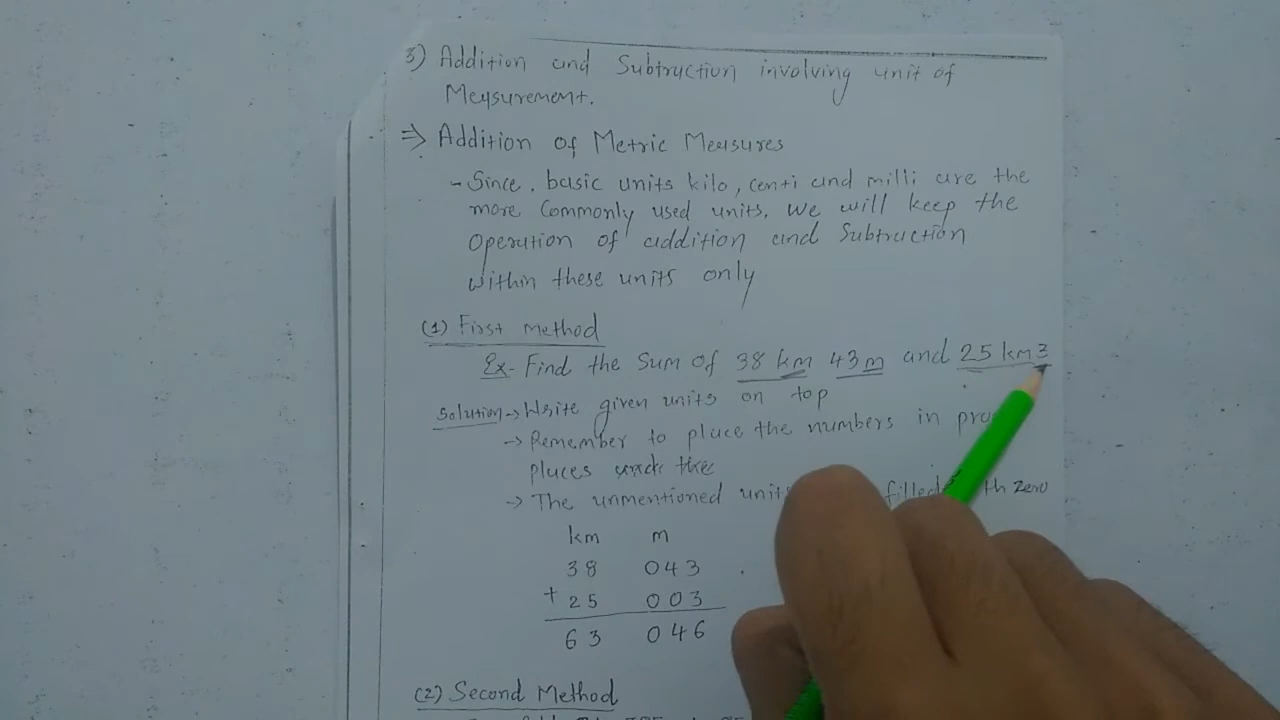 3) Addition and Subtraction involving unit of
Measurement.
⇒ Addition of Metric Measures
- Since, basic units kilo, centi and milli are the
more commonly used units. We will keep the
operation of addition and Subtraction
within these units only
(1) First method
Ex- Find the sum of 38 km 43 m and 25 km 3
Solution → Write given units on top
→ Remember to place the numbers in
places
→ The unmentioned filled zero
km m
38 043
+ 25 003
63 046
(2) Second Method